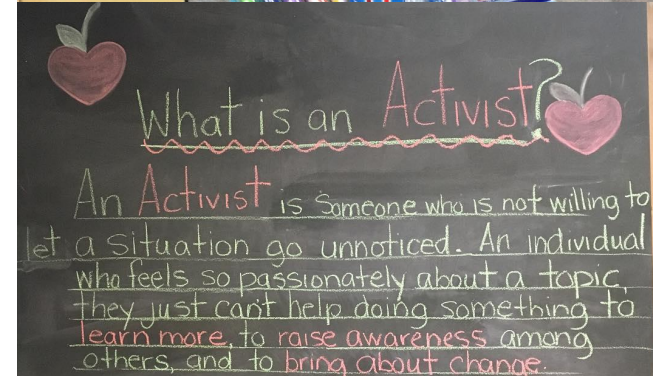 What is an Activist?
An Activist is someone who is not willing to
let a situation go unnoticed. An individual
who feels so passionately about a topic,
they just can't help doing something to
learn more, to raise awareness among
others, and to bring about change.